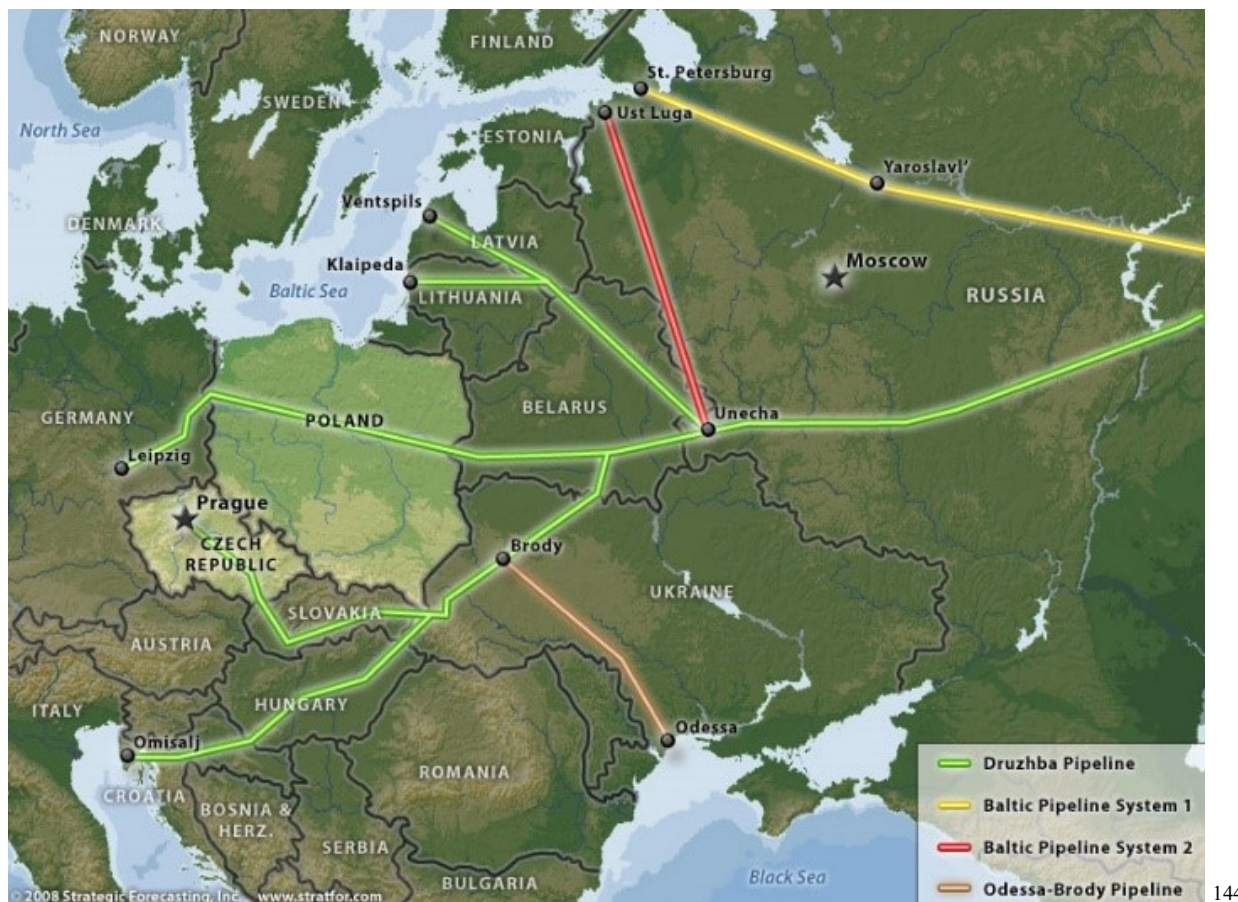 NORWAY
FINLAND
St. Petersburg
SWEDEN
Ust Luga
North Sea
ESTONIA
Yaroslavl'
Ventspils
DENMARK
LATVIA
Klaipeda
Moscow
Baltic Sea
LITHUANIA
RUSSIA
BELARUS
GERMANY
POLAND
Unecha
Leipzig
Prague
CZECH
REPUBLIC
Brody
SLOVAKIA
UKRAINE
AUSTRIA
HUNGARY
ITALY
Omisalj
Odessa
Druzhba Pipeline
ROMANIA
CROATIA
Baltic Pipeline System 1
BOSNIA &
HERZ.
SERBIA
Baltic Pipeline System 2
Black Sea
BULGARIA
Odessa-Brody Pipeline
© 2008 Strategic Forecasting, Inc. www.stratfor.com
144